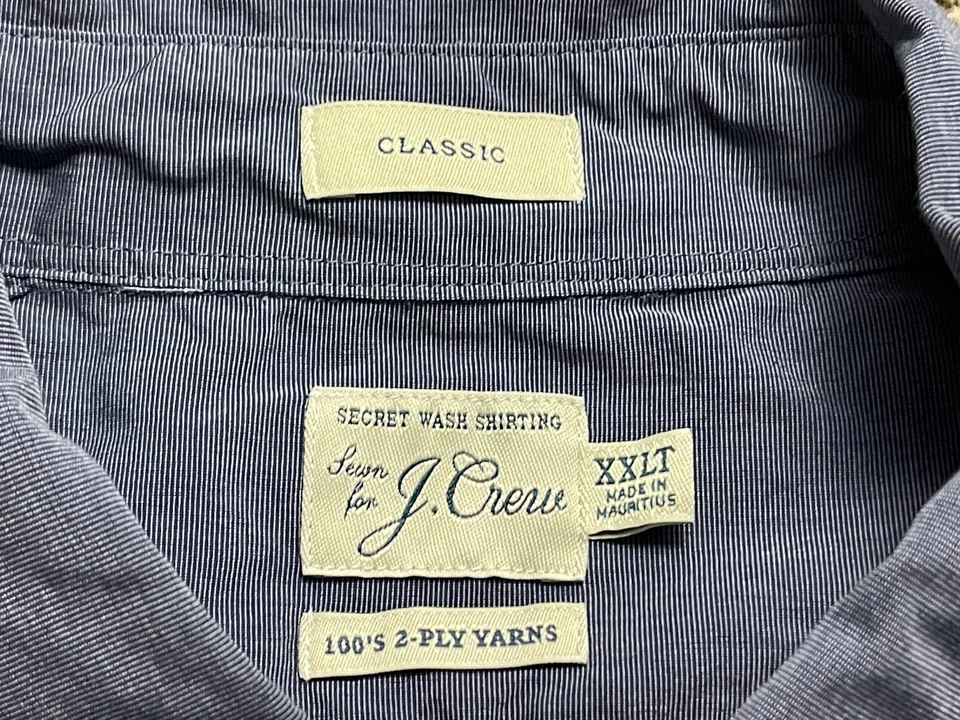 CLASSIC
SECRET WASH SHIRTING
Sewn
for J.Crew
XXLT
MADE IN
MAURITIUS
100'S 2-PLY YARNS